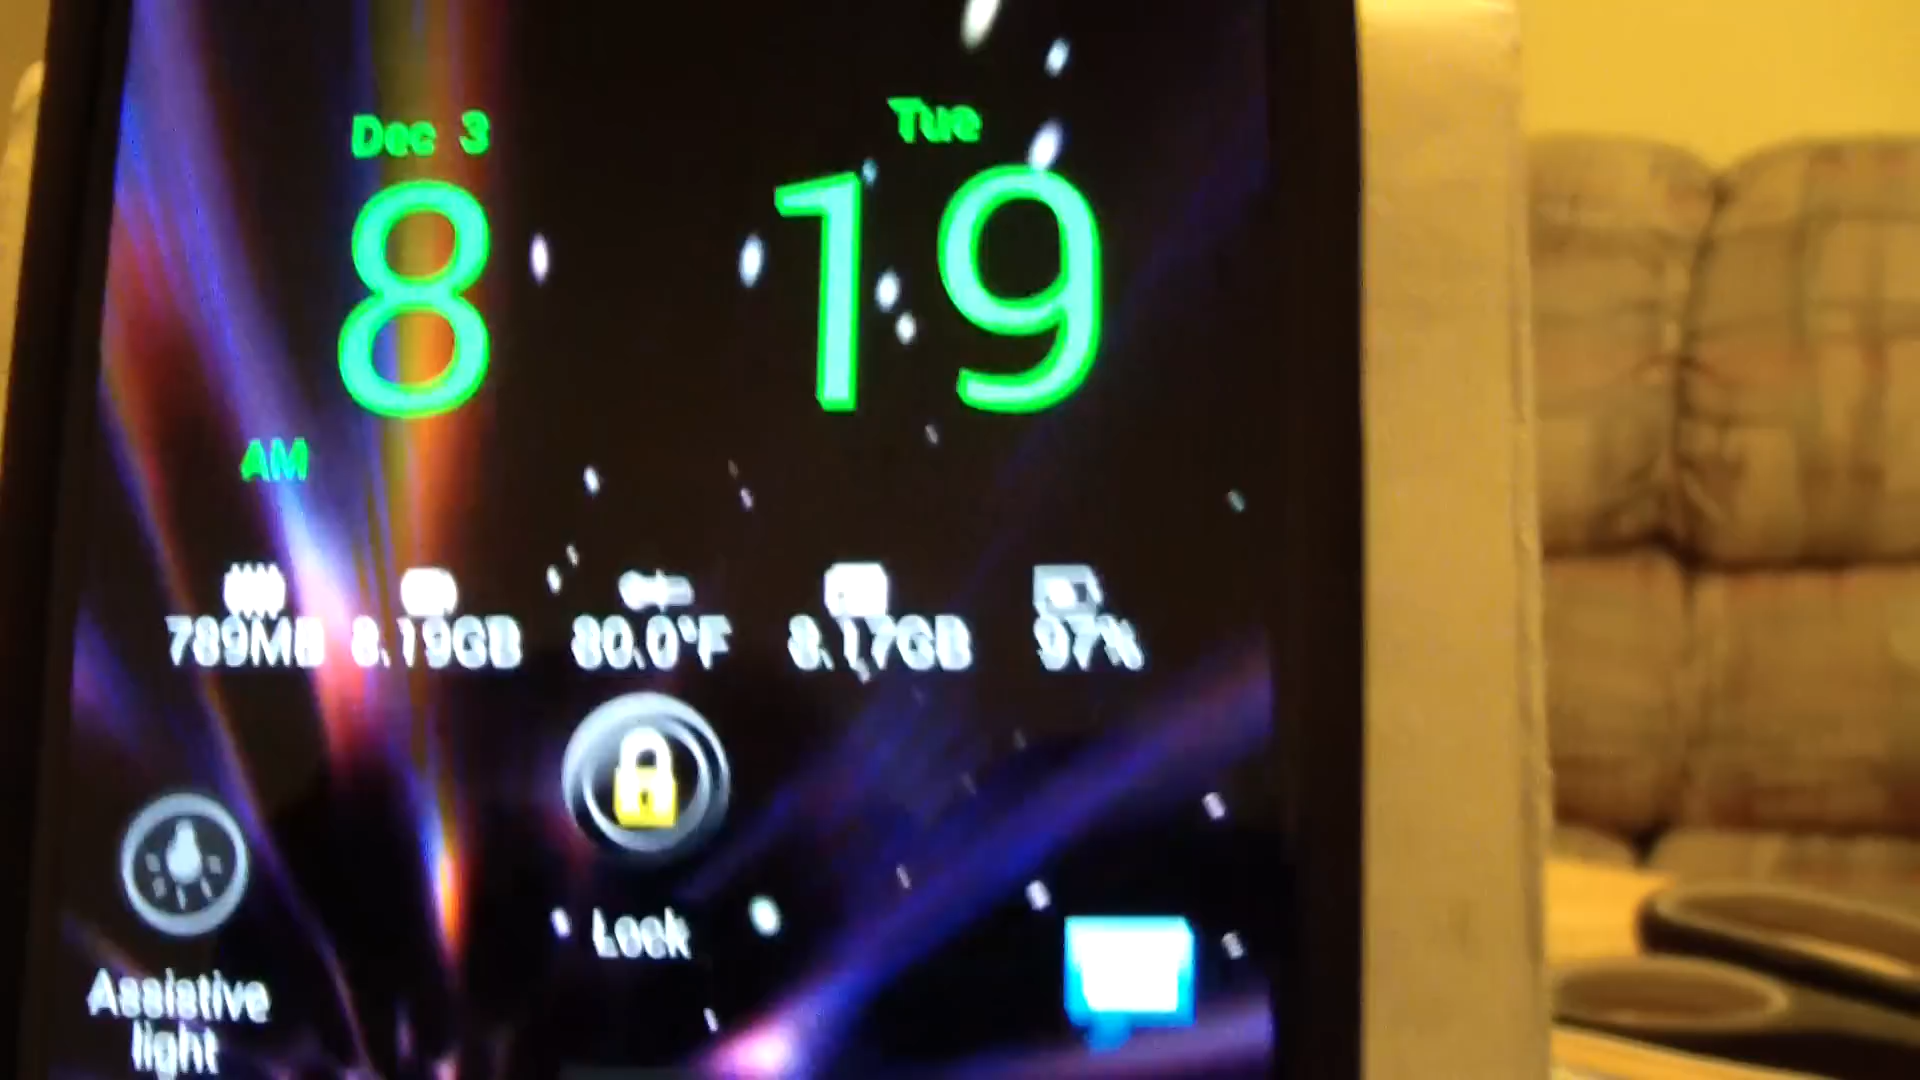 Dec 3
Tue
8 19
AM
789MB 8.19GB 80.0°F 8.17GB 97%
Lock
Assistive
light